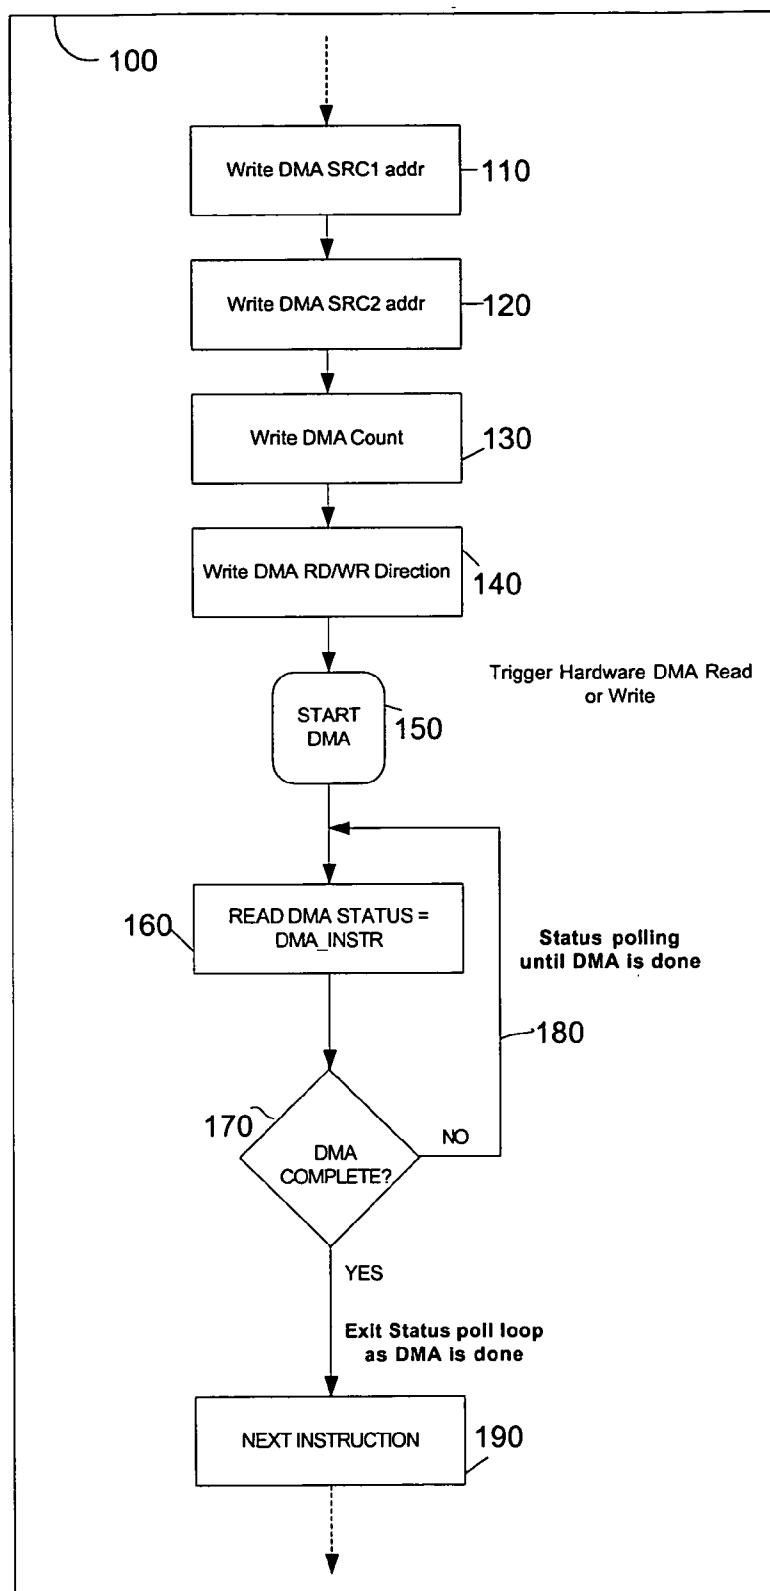 100
Write DMA SRC1 addr
110
Write DMA SRC2 addr
120
Write DMA Count
130
Write DMA RD/WR Direction
140
Trigger Hardware DMA Read
or Write
START
DMA
150
READ DMA STATUS =
DMA_INSTR
160
Status polling
until DMA is done
180
170
DMA
COMPLETE?
NO
YES
Exit Status poll loop
as DMA is done
NEXT INSTRUCTION
190